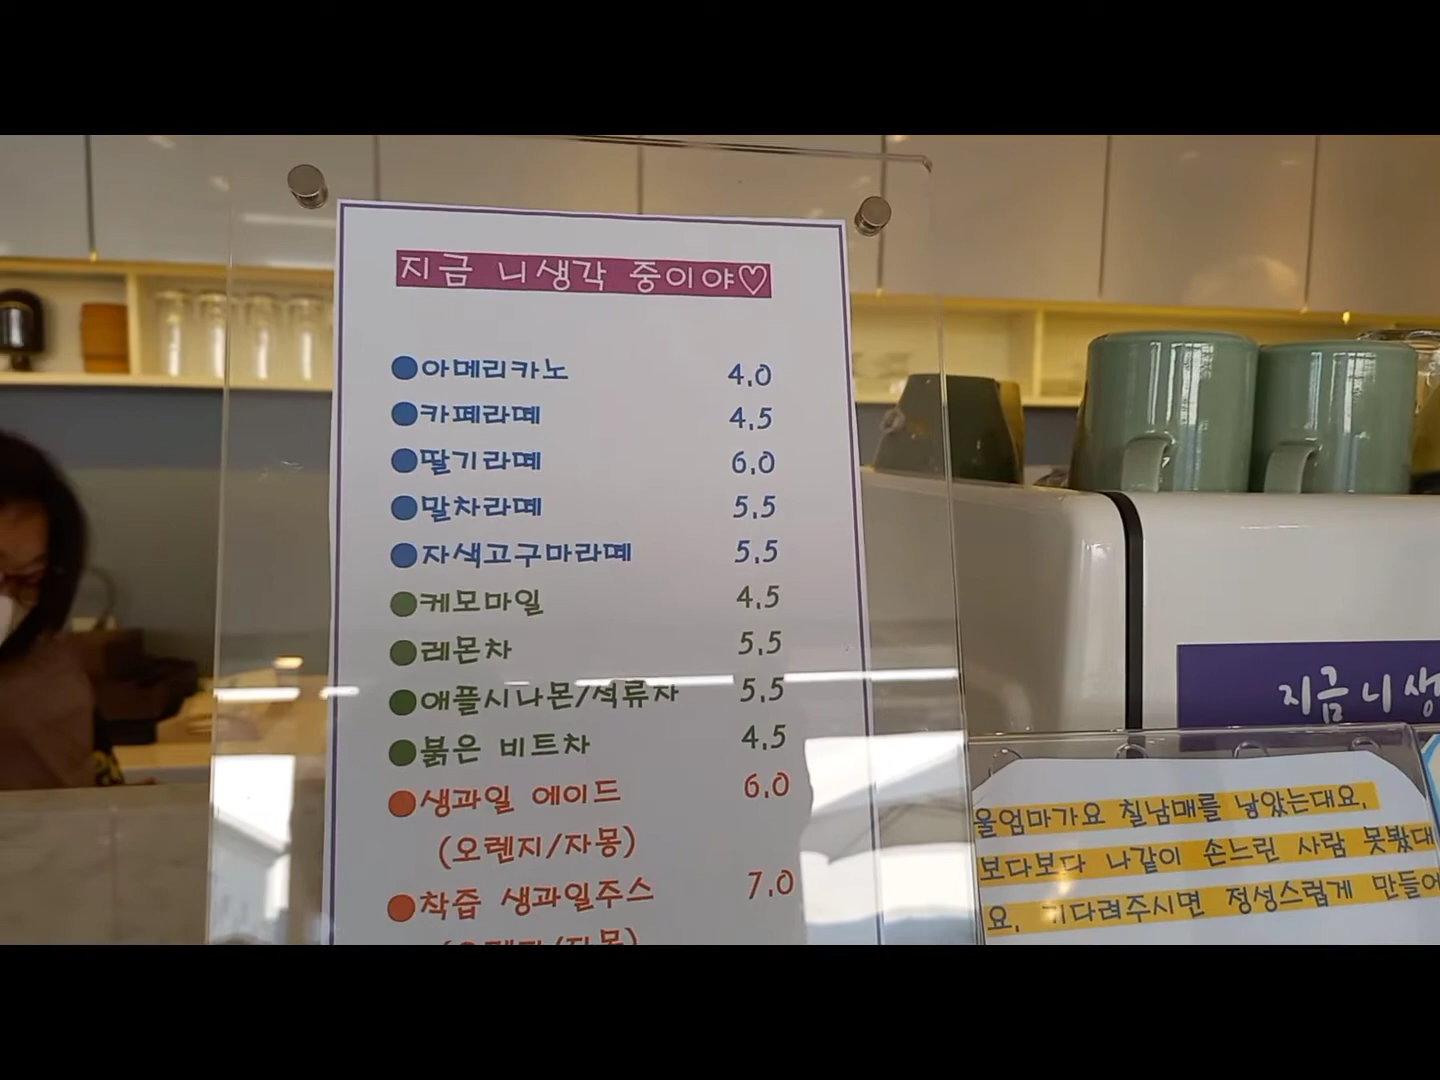 지금 니생각 중이야♡
●아메리카노 4.0
●카페라떼 4.5
●딸기라떼 6.0
●말차라떼 5.5
●자색고구마라떼 5.5
●케모마일 4.5
●레몬차 5.5
●애플시나몬/석류차 5.5
●붉은 비트차 4.5
●생과일 에이드 6.0
(오렌지/자몽)
●착즙 생과일주스 7.0
(오렌지/자몽)
지금니생
울엄마가요 칠남매를 낳았는대요,
보다보다 나같이 손느린 사람 못봤대
요, 기다려주시면 정성스럽게 만들어